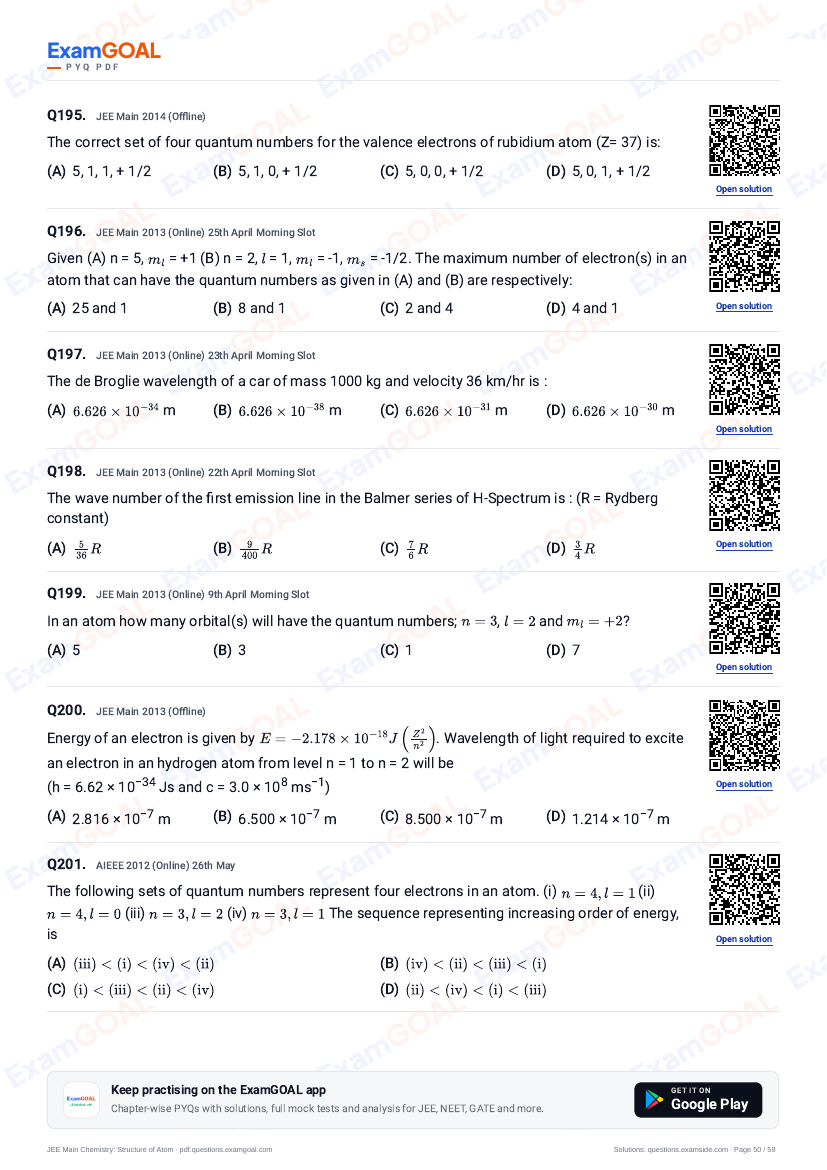 ExamGOAL
PYQ PDF
Q195. JEE Main 2014 (Offline)
The correct set of four quantum numbers for the valence electrons of rubidium atom (Z= 37) is:
(A) 5, 1, 1, + 1/2 (B) 5, 1, 0, + 1/2 (C) 5, 0, 0, + 1/2 (D) 5, 0, 1, + 1/2
Open solution
Q196. JEE Main 2013 (Online) 25th April Morning Slot
Given (A) n = 5, $m_l$ = +1 (B) n = 2, $l$ = 1, $m_l$ = -1, $m_s$ = -1/2. The maximum number of electron(s) in an
atom that can have the quantum numbers as given in (A) and (B) are respectively:
(A) 25 and 1 (B) 8 and 1 (C) 2 and 4 (D) 4 and 1
Open solution
Q197. JEE Main 2013 (Online) 23th April Morning Slot
The de Broglie wavelength of a car of mass 1000 kg and velocity 36 km/hr is :
(A) $6.626 \times 10^{-34}$ m (B) $6.626 \times 10^{-38}$ m (C) $6.626 \times 10^{-31}$ m (D) $6.626 \times 10^{-30}$ m
Open solution
Q198. JEE Main 2013 (Online) 22th April Morning Slot
The wave number of the first emission line in the Balmer series of H-Spectrum is : (R = Rydberg
constant)
(A) $\frac{5}{36}R$ (B) $\frac{9}{400}R$ (C) $\frac{7}{6}R$ (D) $\frac{3}{4}R$
Open solution
Q199. JEE Main 2013 (Online) 9th April Morning Slot
In an atom how many orbital(s) will have the quantum numbers; $n = 3$, $l = 2$ and $m_l = +2$?
(A) 5 (B) 3 (C) 1 (D) 7
Open solution
Q200. JEE Main 2013 (Offline)
Energy of an electron is given by $E = -2.178 \times 10^{-18} J \left(\frac{Z^2}{n^2}\right)$. Wavelength of light required to excite
an electron in an hydrogen atom from level n = 1 to n = 2 will be
(h = 6.62 × 10$^{-34}$ Js and c = 3.0 × 10$^{8}$ ms$^{-1}$)
(A) 2.816 × 10$^{-7}$ m (B) 6.500 × 10$^{-7}$ m (C) 8.500 × 10$^{-7}$ m (D) 1.214 × 10$^{-7}$ m
Open solution
Q201. AIEEE 2012 (Online) 26th May
The following sets of quantum numbers represent four electrons in an atom. (i) $n = 4, l = 1$ (ii)
$n = 4, l = 0$ (iii) $n = 3, l = 2$ (iv) $n = 3, l = 1$ The sequence representing increasing order of energy,
is
(A) (iii) < (i) < (iv) < (ii) (B) (iv) < (ii) < (iii) < (i)
(C) (i) < (iii) < (ii) < (iv) (D) (ii) < (iv) < (i) < (iii)
Open solution
Keep practising on the ExamGOAL app
Chapter-wise PYQs with solutions, full mock tests and analysis for JEE, NEET, GATE and more.
ExamGOAL
GET IT ON
Google Play
JEE Main Chemistry: Structure of Atom · pdf.questions.examgoal.com
Solutions: questions.examside.com · Page 50 / 59